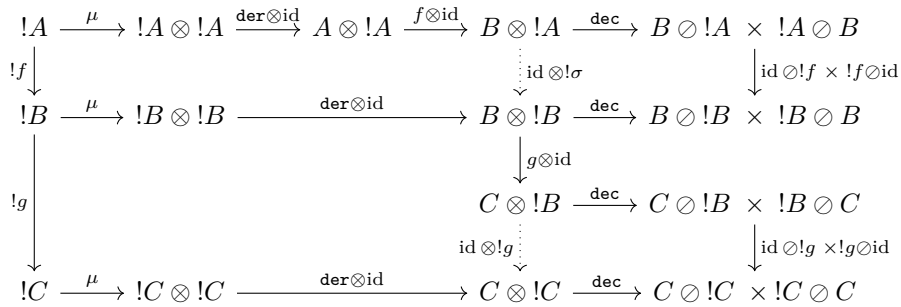 !A μ !A ⊗ !A der⊗id A ⊗ !A f⊗id B ⊗ !A dec B ⊘ !A × !A ⊘ B
!f id ⊗!σ id ⊘!f × !f⊘id
!B μ !B ⊗ !B der⊗id B ⊗ !B dec B ⊘ !B × !B ⊘ B
g⊗id
!g C ⊗ !B dec C ⊘ !B × !B ⊘ C
id ⊗!g id ⊘!g ×!g⊘id
!C μ !C ⊗ !C der⊗id C ⊗ !C dec C ⊘ !C × !C ⊘ C